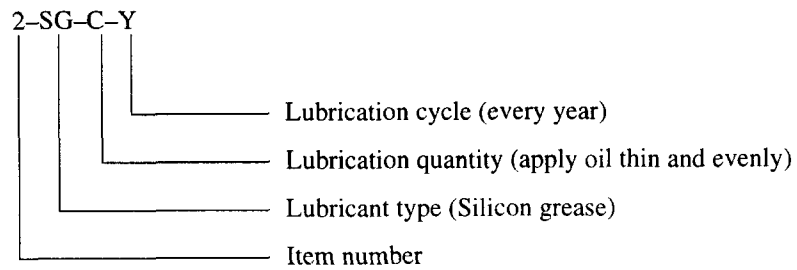 2–SG–C–Y
Lubrication cycle (every year)
Lubrication quantity (apply oil thin and evenly)
Lubricant type (Silicon grease)
Item number